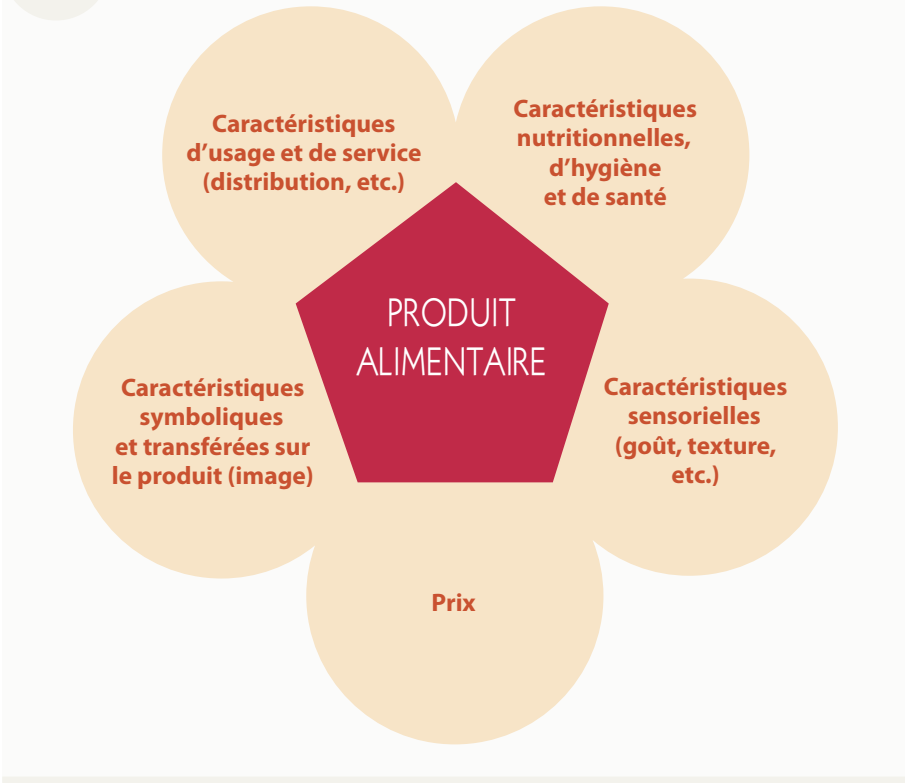 Caractéristiques
d'usage et de service
(distribution, etc.)
Caractéristiques
nutritionnelles,
d'hygiène
et de santé
PRODUIT
ALIMENTAIRE
Caractéristiques
symboliques
et transférées sur
le produit (image)
Caractéristiques
sensorielles
(goût, texture,
etc.)
Prix